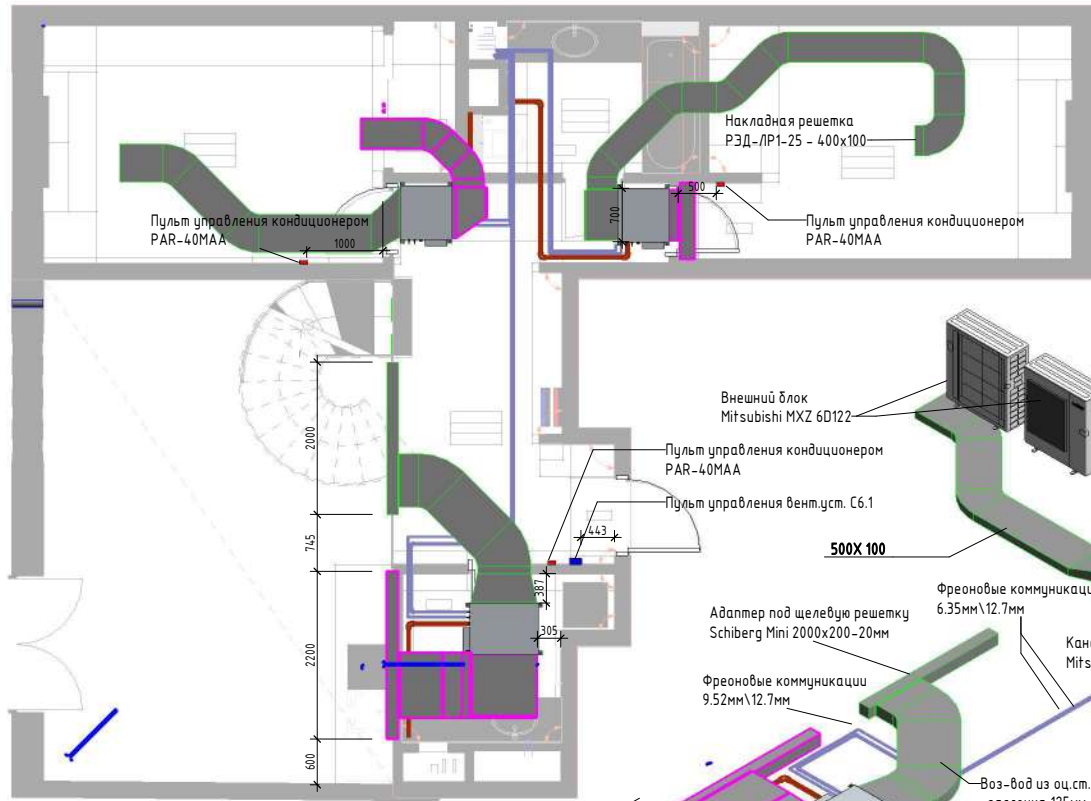 Накладная решетка
РЭД-ЛР1-25 - 400x100
500
700
Пульт управления кондиционером
PAR-40MAA
1000
Пульт управления кондиционером
PAR-40MAA
Внешний блок
Mitsubishi MXZ 6D122
2000
Пульт управления кондиционером
PAR-40MAA
Пульт управления вент.уст. С6.1
443
745
500X 100
387
Фреоновые коммуникаци
6.35мм\12.7мм
Адаптер под щелевую решетку
Schiberg Mini 2000x200-20мм
305
Кан
Mits
2200
Фреоновые коммуникации
9.52мм\12.7мм
600
Воз-вод из оц.ст.